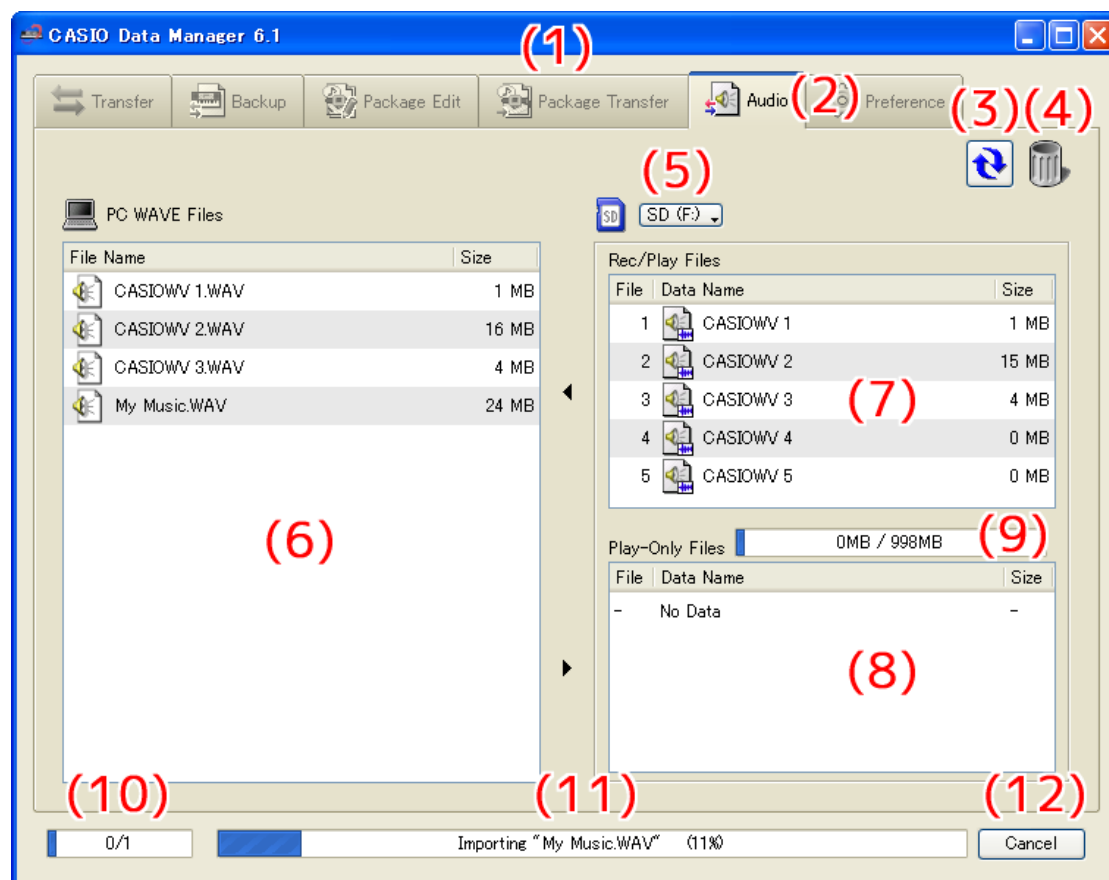 CASIO Data Manager 6.1
(1)
Transfer Backup Package Edit Package Transfer Audio (2) Preference
(3) (4)
(5)
PC WAVE Files
SD SD (F:)
File Name Size
CASIOWV 1.WAV 1 MB
CASIOWV 2.WAV 16 MB
CASIOWV 3.WAV 4 MB
My Music.WAV 24 MB
(6)
Rec/Play Files
File Data Name Size
1 CASIOWV 1 1 MB
2 CASIOWV 2 15 MB
3 CASIOWV 3 4 MB
4 CASIOWV 4 0 MB
5 CASIOWV 5 0 MB
(7)
Play-Only Files 0MB / 998MB (9)
File Data Name Size
- No Data -
(8)
(10) (11) (12)
0/1 Importing "My Music.WAV" (11%) Cancel